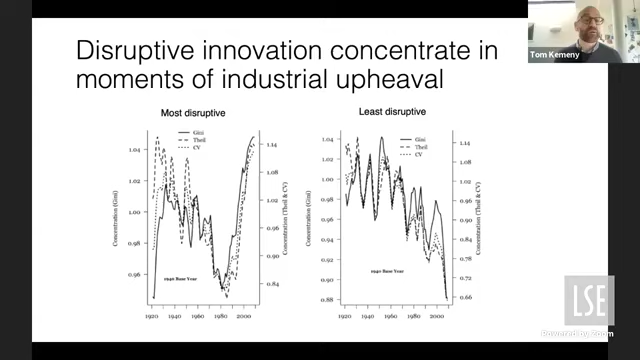 Disruptive innovation concentrate in
moments of industrial upheaval
Tom Kemeny
Most disruptive
Gini
Theil
CV
Concentration (Gini)
1.04
1.02
1.00
0.98
0.96
1.14
1.08
1.02
0.96
0.90
0.84
Concentration (Theil & CV)
1940 Base Year
1920
1940
1960
1980
2000
Least disruptive
Gini
Theil
CV
Concentration (Gini)
1.04
1.02
1.00
0.98
0.96
0.94
0.92
0.90
0.88
1.14
1.08
1.02
0.96
0.90
0.84
0.78
0.72
0.66
Concentration (Theil & CV)
1940 Base Year
1920
1940
1960
1980
2000
LSE
Powered by Zoom